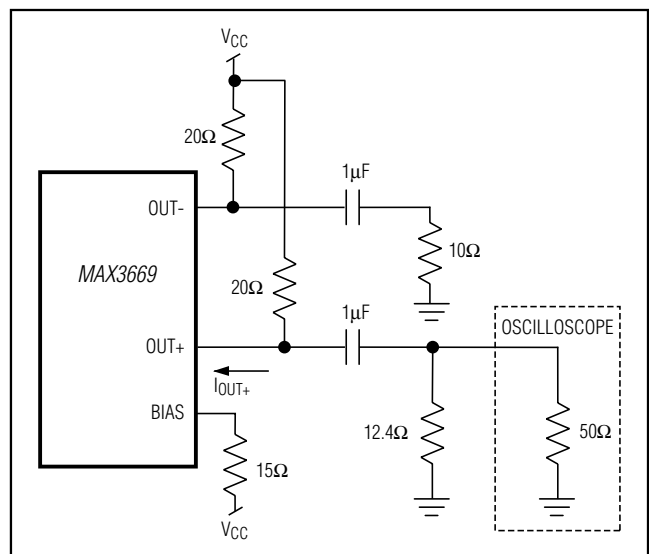 VCC
20Ω
1µF
OUT-
10Ω
MAX3669
20Ω
1µF
OSCILLOSCOPE
OUT+
IOUT+
BIAS
12.4Ω
50Ω
15Ω
VCC